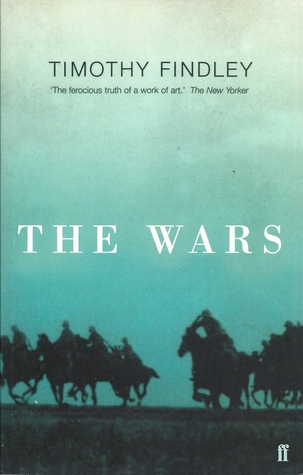 TIMOTHY FINDLEY
'The ferocious truth of a work of art.' The New Yorker
THE WARS
ff